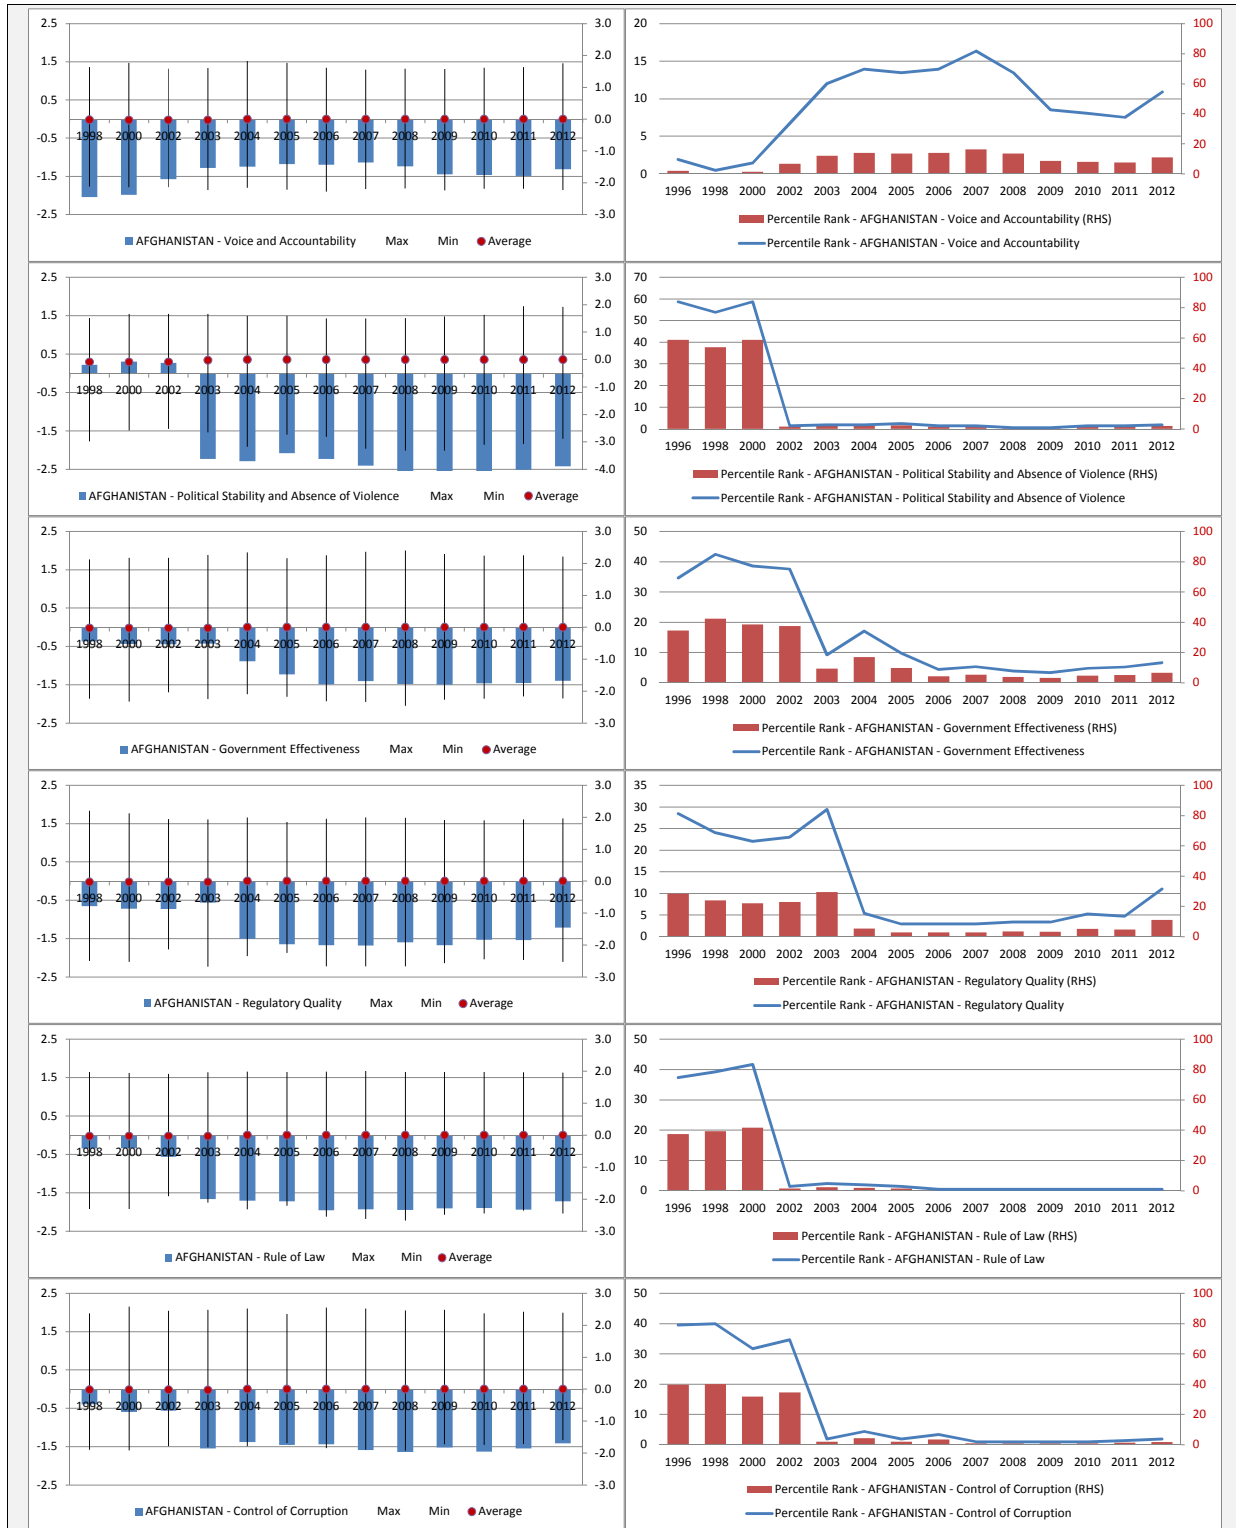 2.5 1.5 0.5 -0.5 -1.5 -2.5
3.0 2.0 1.0 0.0 -1.0 -2.0 -3.0
1998 2000 2002 2003 2004 2005 2006 2007 2008 2009 2010 2011 2012
AFGHANISTAN - Voice and Accountability Max Min Average
20 15 10 5 0
100 80 60 40 20 0
1996 1998 2000 2002 2003 2004 2005 2006 2007 2008 2009 2010 2011 2012
Percentile Rank - AFGHANISTAN - Voice and Accountability (RHS)
Percentile Rank - AFGHANISTAN - Voice and Accountability
2.5 1.5 0.5 -0.5 -1.5 -2.5
3.0 2.0 1.0 0.0 -1.0 -2.0 -3.0 -4.0
1998 2000 2002 2003 2004 2005 2006 2007 2008 2009 2010 2011 2012
AFGHANISTAN - Political Stability and Absence of Violence Max Min Average
70 60 50 40 30 20 10 0
100 80 60 40 20 0
1996 1998 2000 2002 2003 2004 2005 2006 2007 2008 2009 2010 2011 2012
Percentile Rank - AFGHANISTAN - Political Stability and Absence of Violence (RHS)
Percentile Rank - AFGHANISTAN - Political Stability and Absence of Violence
2.5 1.5 0.5 -0.5 -1.5 -2.5
3.0 2.0 1.0 0.0 -1.0 -2.0 -3.0
1998 2000 2002 2003 2004 2005 2006 2007 2008 2009 2010 2011 2012
AFGHANISTAN - Government Effectiveness Max Min Average
50 40 30 20 10 0
100 80 60 40 20 0
1996 1998 2000 2002 2003 2004 2005 2006 2007 2008 2009 2010 2011 2012
Percentile Rank - AFGHANISTAN - Government Effectiveness (RHS)
Percentile Rank - AFGHANISTAN - Government Effectiveness
2.5 1.5 0.5 -0.5 -1.5 -2.5
3.0 2.0 1.0 0.0 -1.0 -2.0 -3.0
1998 2000 2002 2003 2004 2005 2006 2007 2008 2009 2010 2011 2012
AFGHANISTAN - Regulatory Quality Max Min Average
35 30 25 20 15 10 5 0
100 80 60 40 20 0
1996 1998 2000 2002 2003 2004 2005 2006 2007 2008 2009 2010 2011 2012
Percentile Rank - AFGHANISTAN - Regulatory Quality (RHS)
Percentile Rank - AFGHANISTAN - Regulatory Quality
2.5 1.5 0.5 -0.5 -1.5 -2.5
3.0 2.0 1.0 0.0 -1.0 -2.0 -3.0
1998 2000 2002 2003 2004 2005 2006 2007 2008 2009 2010 2011 2012
AFGHANISTAN - Rule of Law Max Min Average
50 40 30 20 10 0
100 80 60 40 20 0
1996 1998 2000 2002 2003 2004 2005 2006 2007 2008 2009 2010 2011 2012
Percentile Rank - AFGHANISTAN - Rule of Law (RHS)
Percentile Rank - AFGHANISTAN - Rule of Law
2.5 1.5 0.5 -0.5 -1.5 -2.5
3.0 2.0 1.0 0.0 -1.0 -2.0 -3.0
1998 2000 2002 2003 2004 2005 2006 2007 2008 2009 2010 2011 2012
AFGHANISTAN - Control of Corruption Max Min Average
50 40 30 20 10 0
100 80 60 40 20 0
1996 1998 2000 2002 2003 2004 2005 2006 2007 2008 2009 2010 2011 2012
Percentile Rank - AFGHANISTAN - Control of Corruption (RHS)
Percentile Rank - AFGHANISTAN - Control of Corruption